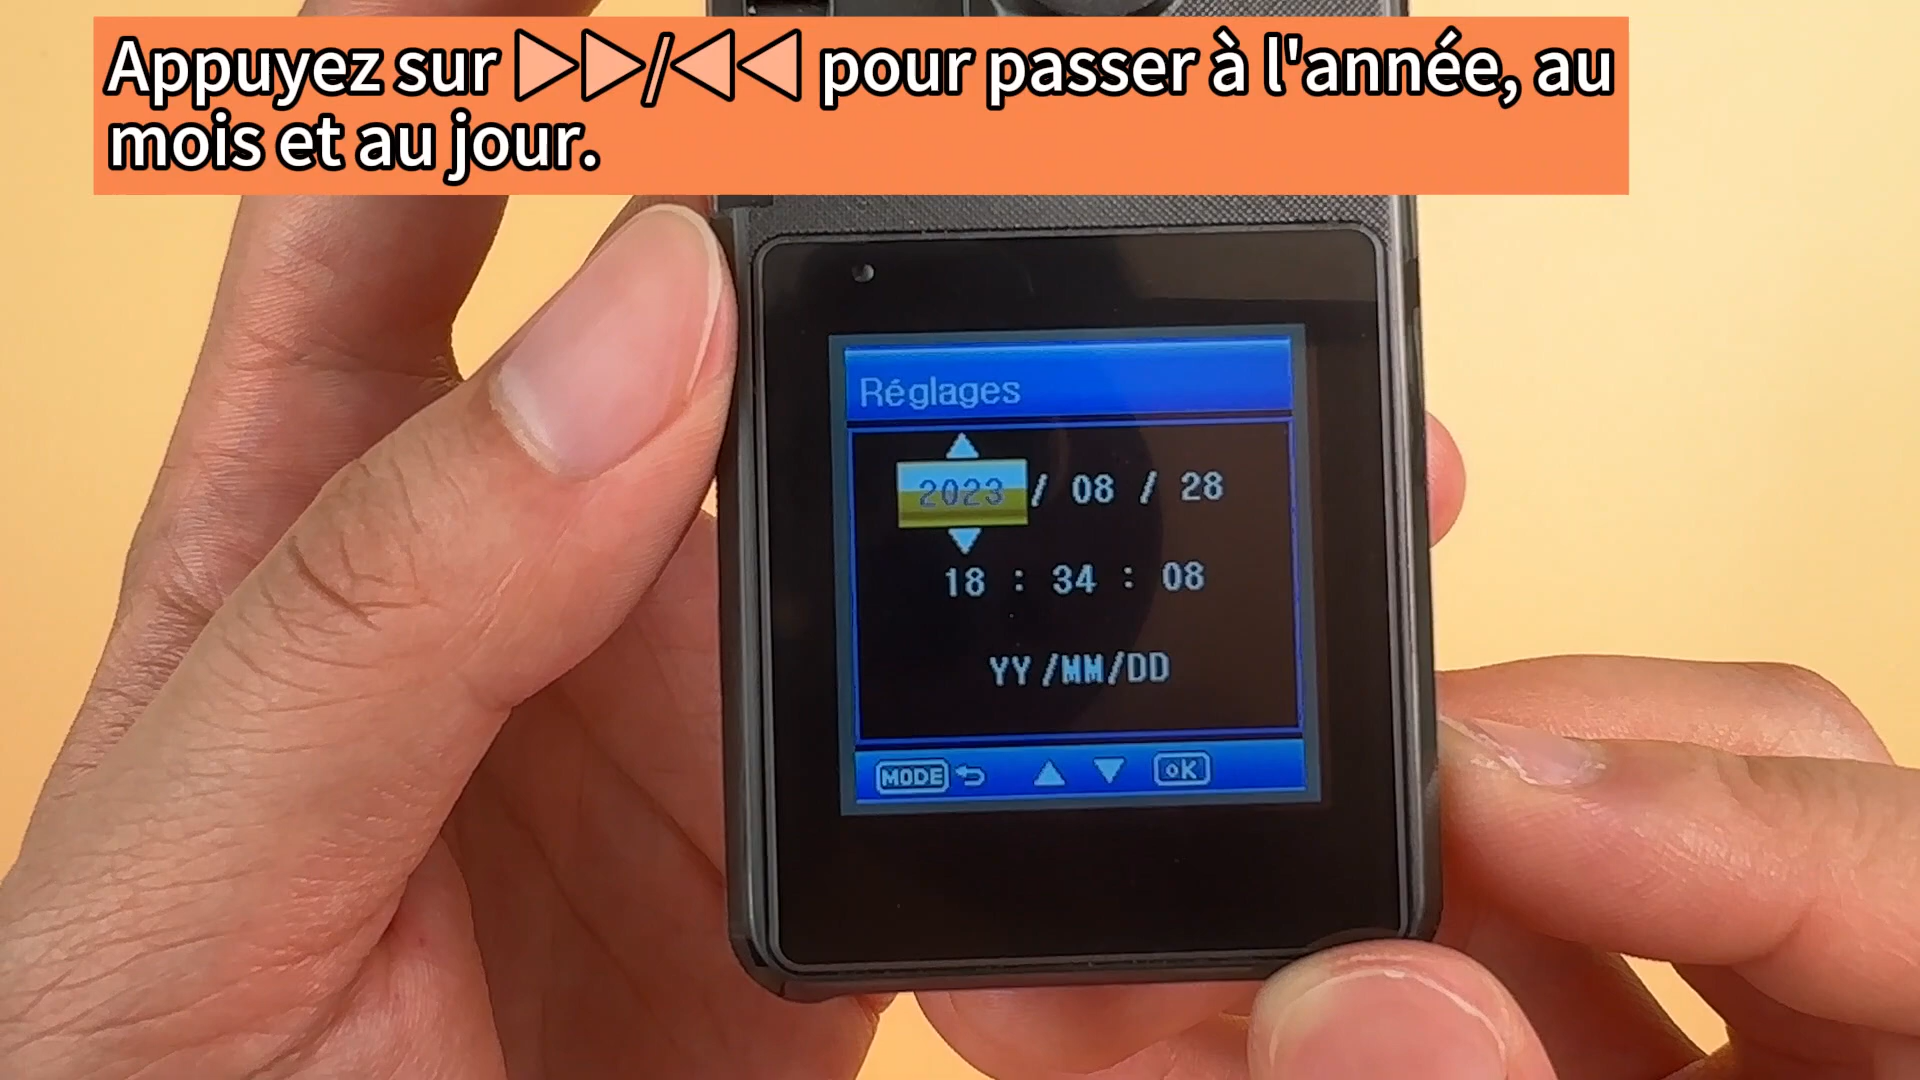 Appuyez sur ▷▷/◁◁ pour passer à l'année, au
mois et au jour.
Réglages
2023 / 08 / 28
18 : 34 : 08
YY/MM/DD
MODE OK